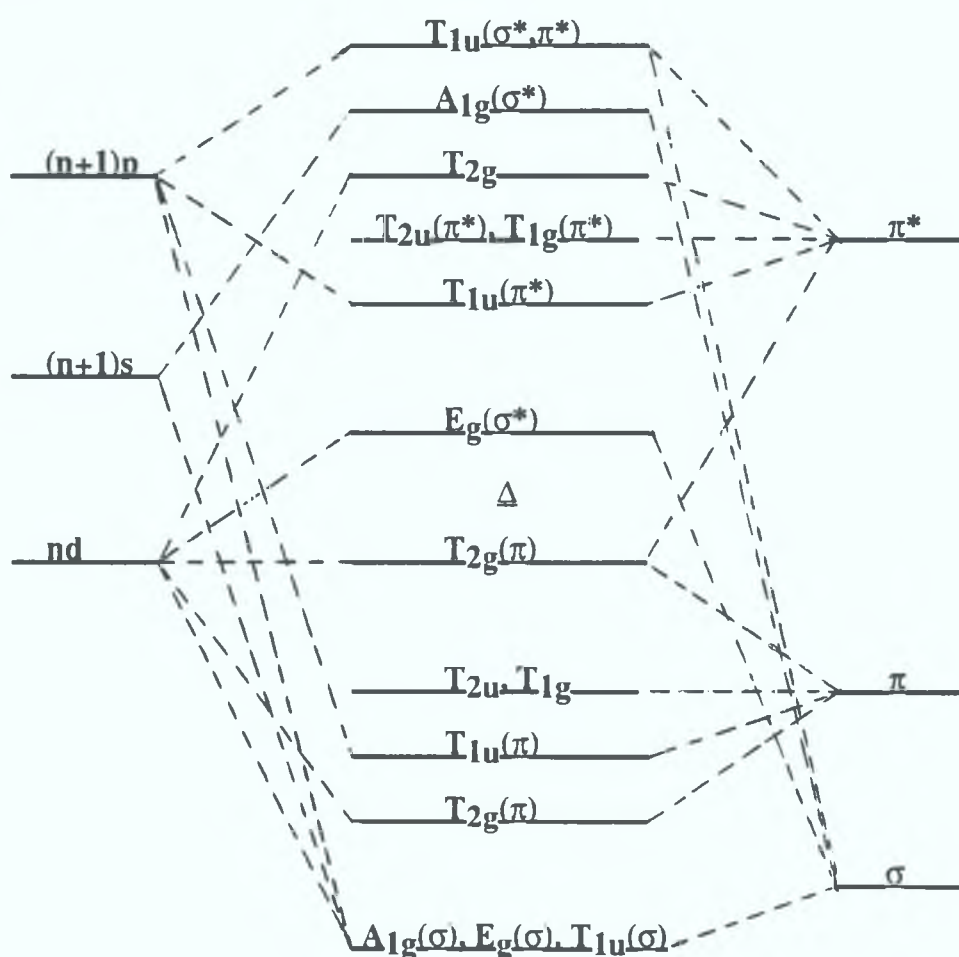 T1u(σ*,π*)
A1g(σ*)
(n+1)p
T2g
T2u(π*), T1g(π*)
π*
T1u(π*)
(n+1)s
Eg(σ*)
Δ
nd
T2g(π)
T2u, T1g
π
T1u(π)
T2g(π)
σ
A1g(σ), Eg(σ), T1u(σ)